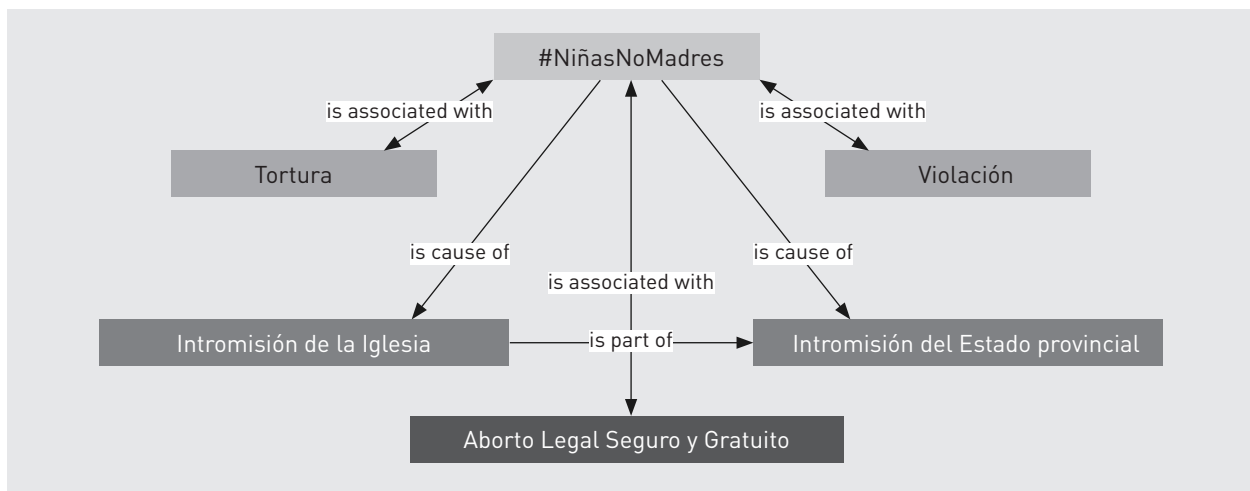 #NiñasNoMadres
is associated with
is associated with
Tortura
Violación
is cause of
is cause of
is associated with
Intromisión de la Iglesia
is part of
Intromisión del Estado provincial
Aborto Legal Seguro y Gratuito